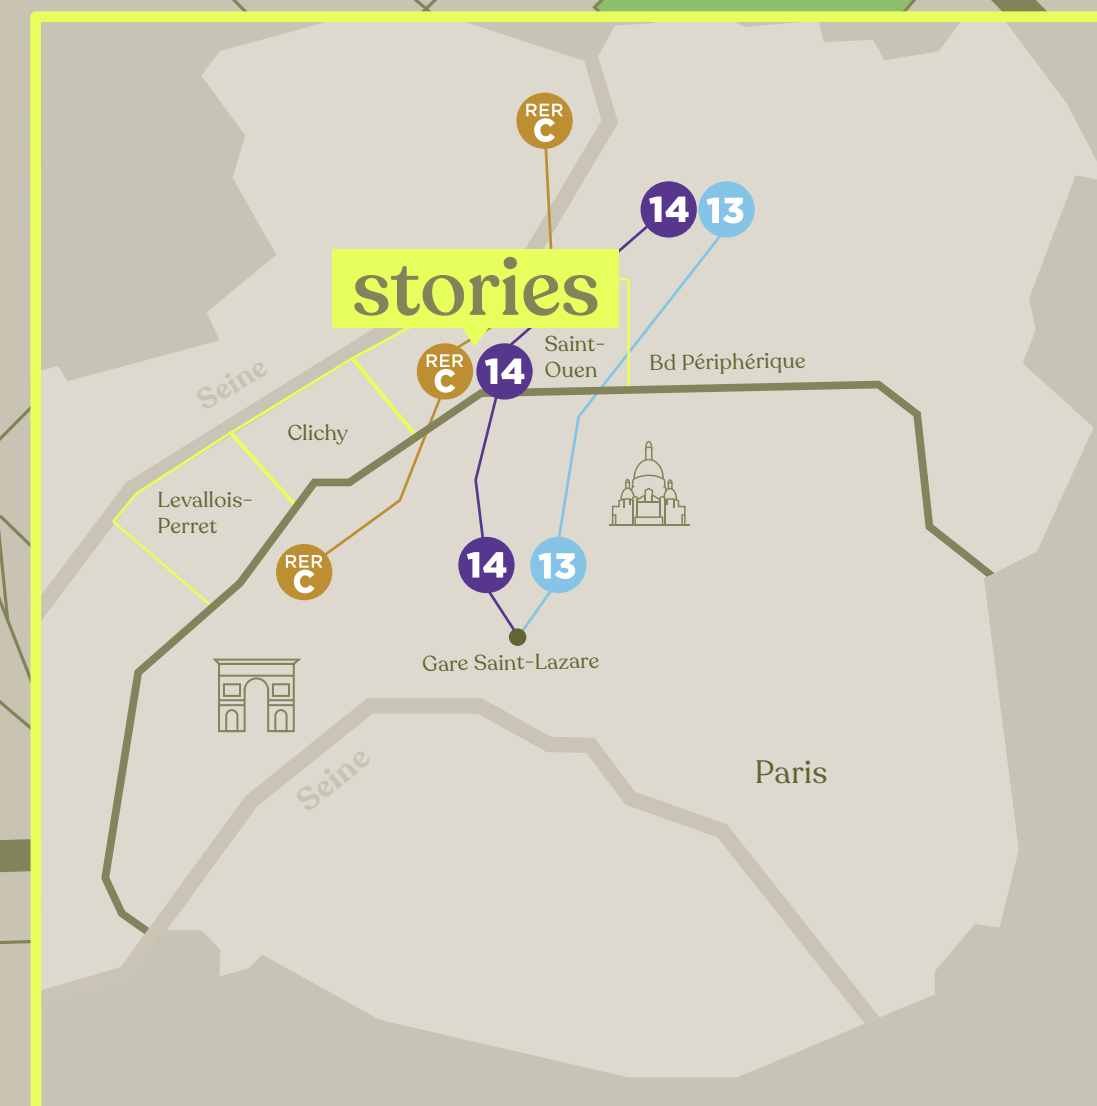 RER
C
14
13
stories
RER
C
14
Saint-
Ouen
Bd Périphérique
Seine
Clichy
Levallois-
Perret
RER
C
14
13
Gare Saint-Lazare
Seine
Paris